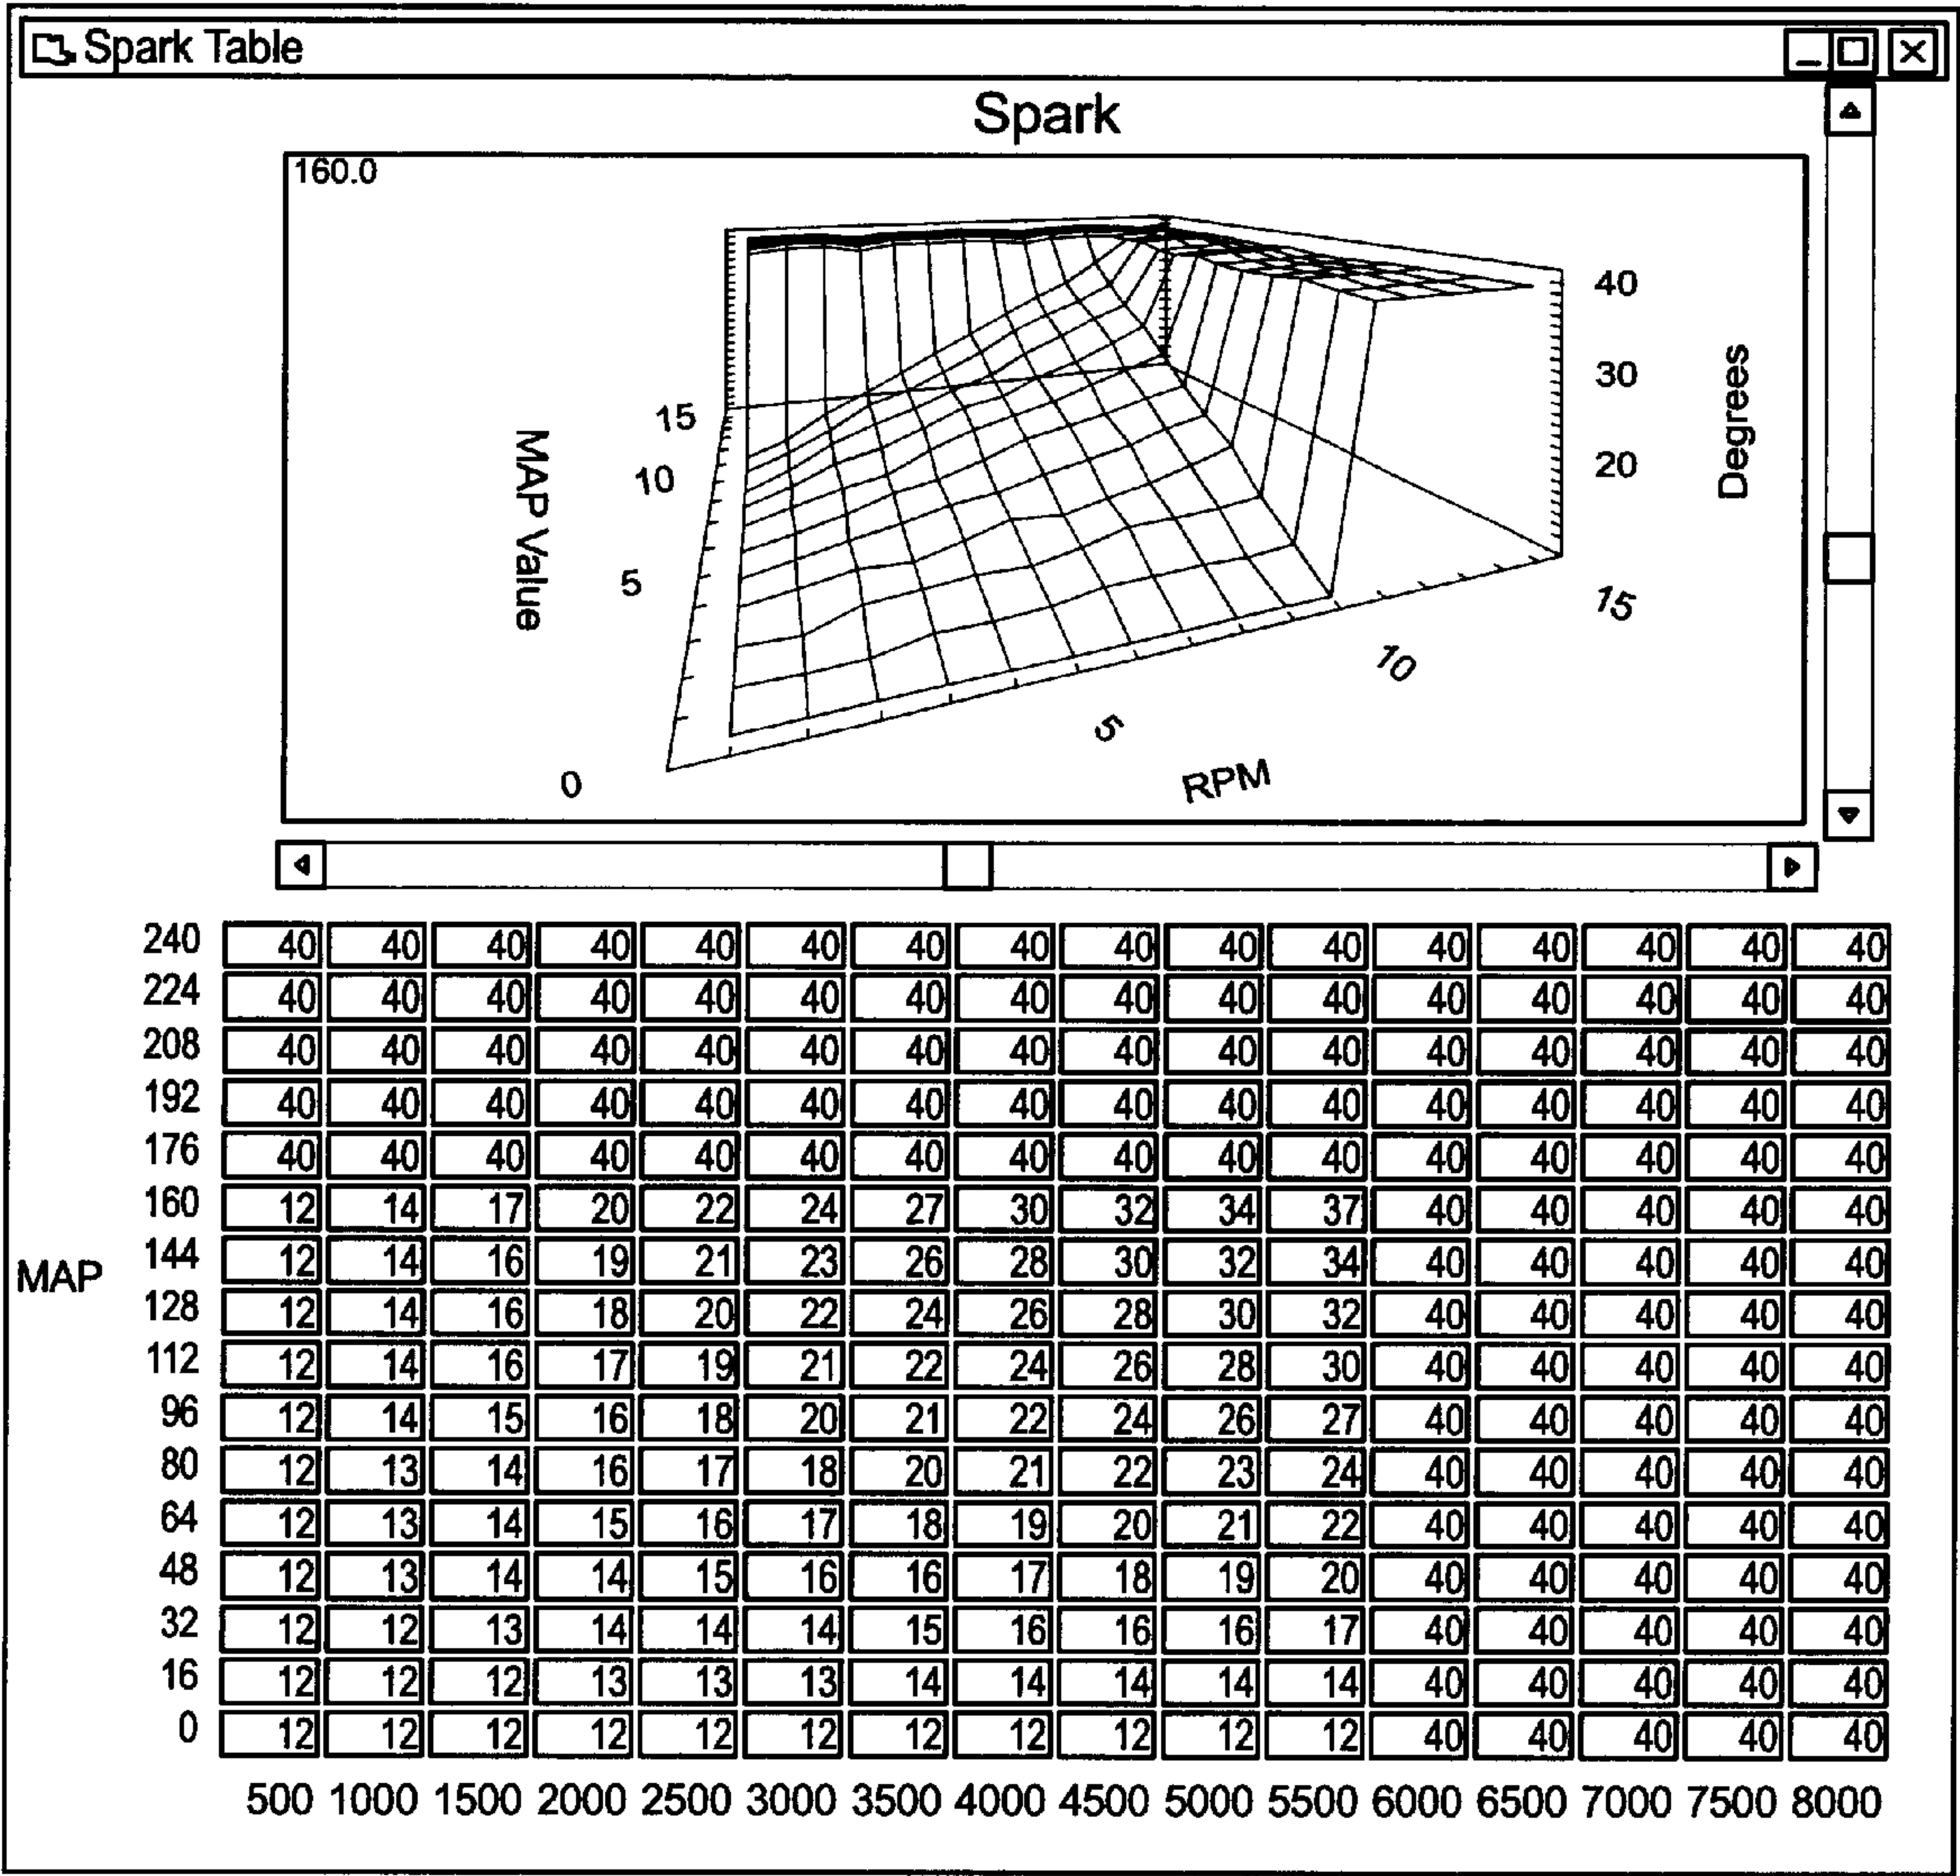 Spark Table
Spark
160.0
40
30
20
Degrees
15
10
5
0
MAP Value
15
10
5
RPM
240 40 40 40 40 40 40 40 40 40 40 40 40 40 40 40 40
224 40 40 40 40 40 40 40 40 40 40 40 40 40 40 40 40
208 40 40 40 40 40 40 40 40 40 40 40 40 40 40 40 40
192 40 40 40 40 40 40 40 40 40 40 40 40 40 40 40 40
176 40 40 40 40 40 40 40 40 40 40 40 40 40 40 40 40
160 12 14 17 20 22 24 27 30 32 34 37 40 40 40 40 40
MAP 144 12 14 16 19 21 23 26 28 30 32 34 40 40 40 40 40
128 12 14 16 18 20 22 24 26 28 30 32 40 40 40 40 40
112 12 14 16 17 19 21 22 24 26 28 30 40 40 40 40 40
96 12 14 15 16 18 20 21 22 24 26 27 40 40 40 40 40
80 12 13 14 16 17 18 20 21 22 23 24 40 40 40 40 40
64 12 13 14 15 16 17 18 19 20 21 22 40 40 40 40 40
48 12 13 14 14 15 16 16 17 18 19 20 40 40 40 40 40
32 12 12 13 14 14 14 15 16 16 16 17 40 40 40 40 40
16 12 12 12 13 13 13 14 14 14 14 14 40 40 40 40 40
0 12 12 12 12 12 12 12 12 12 12 12 40 40 40 40 40
500 1000 1500 2000 2500 3000 3500 4000 4500 5000 5500 6000 6500 7000 7500 8000